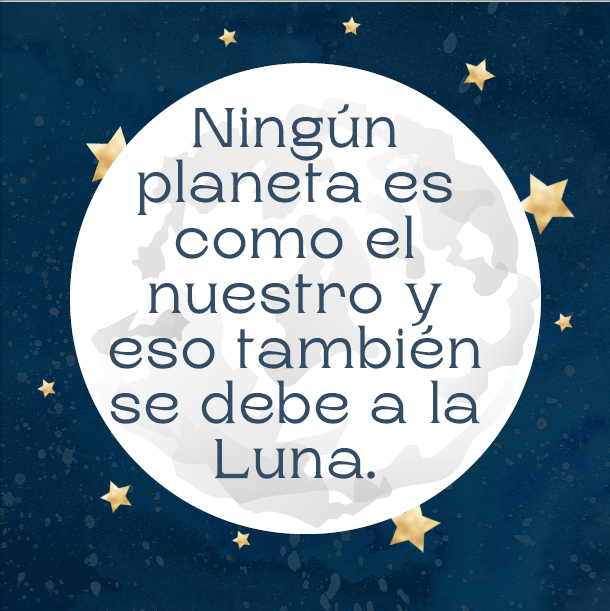 Ningún
planeta es
como el
nuestro y
eso también
se debe a la
Luna.